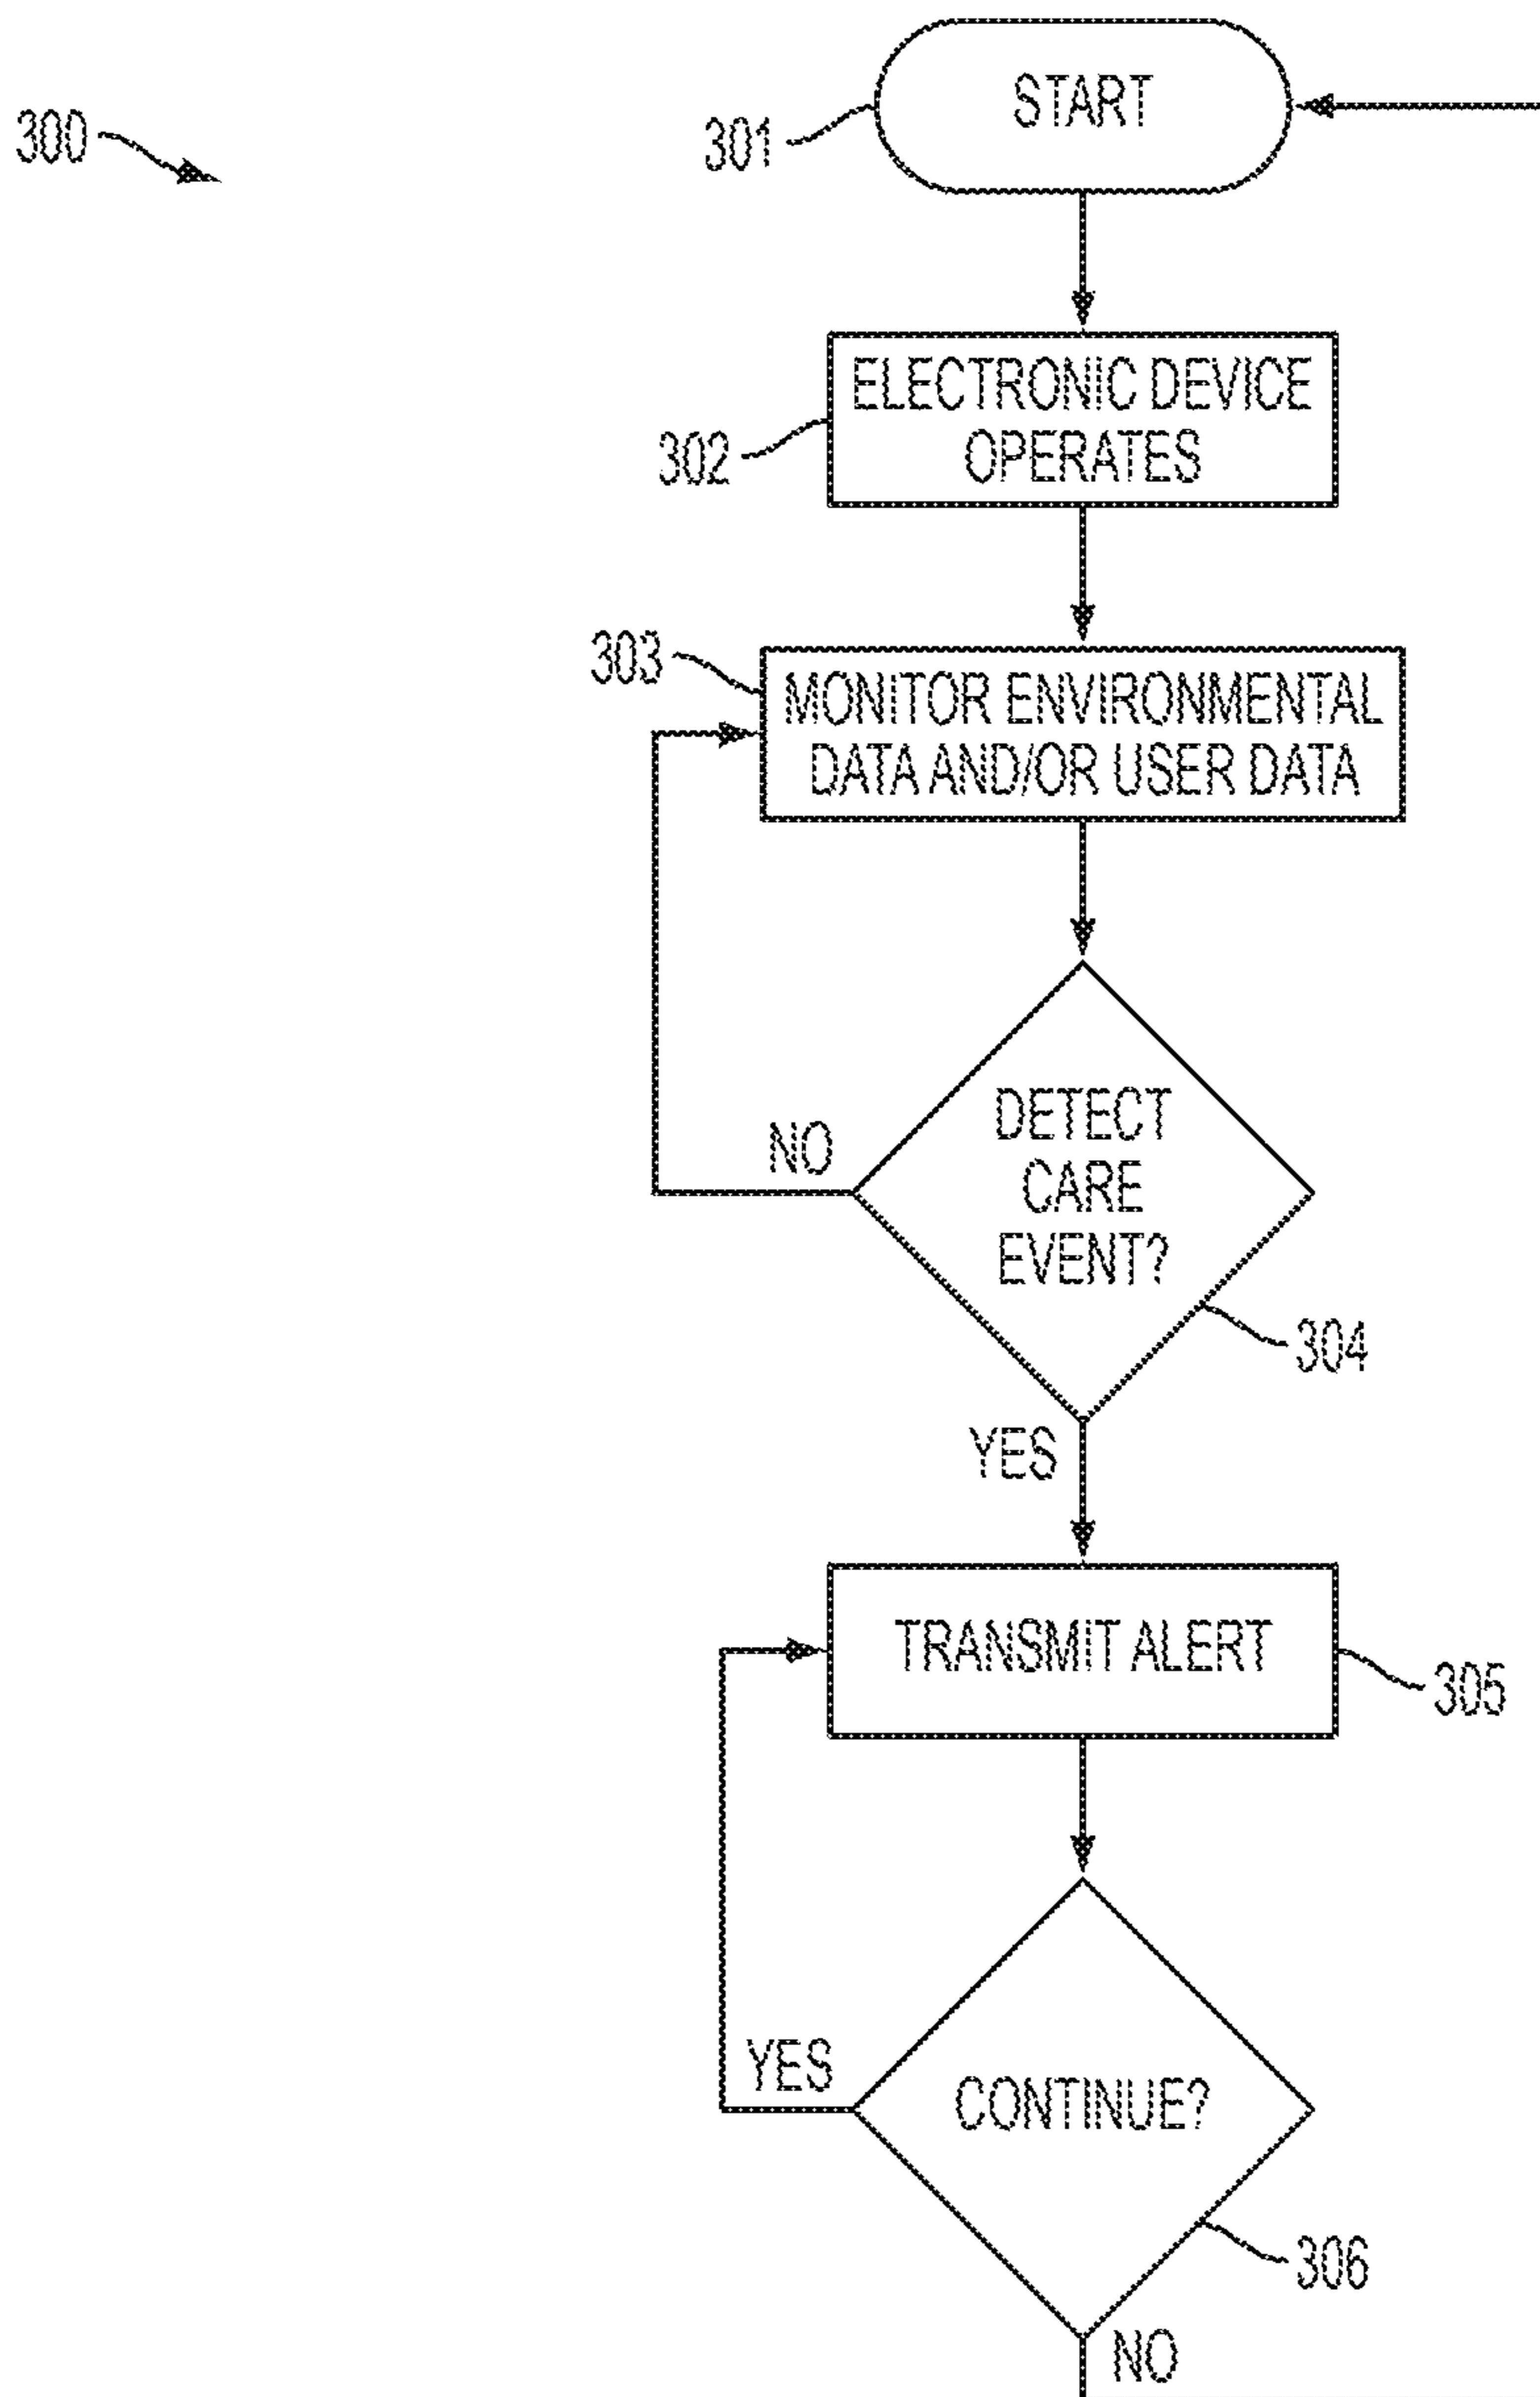 300
301
START
302
ELECTRONIC DEVICE
OPERATES
303
MONITOR ENVIRONMENTAL
DATA AND/OR USER DATA
NO
DETECT
CARE
EVENT?
304
YES
TRANSMIT ALERT
305
YES
CONTINUE?
306
NO